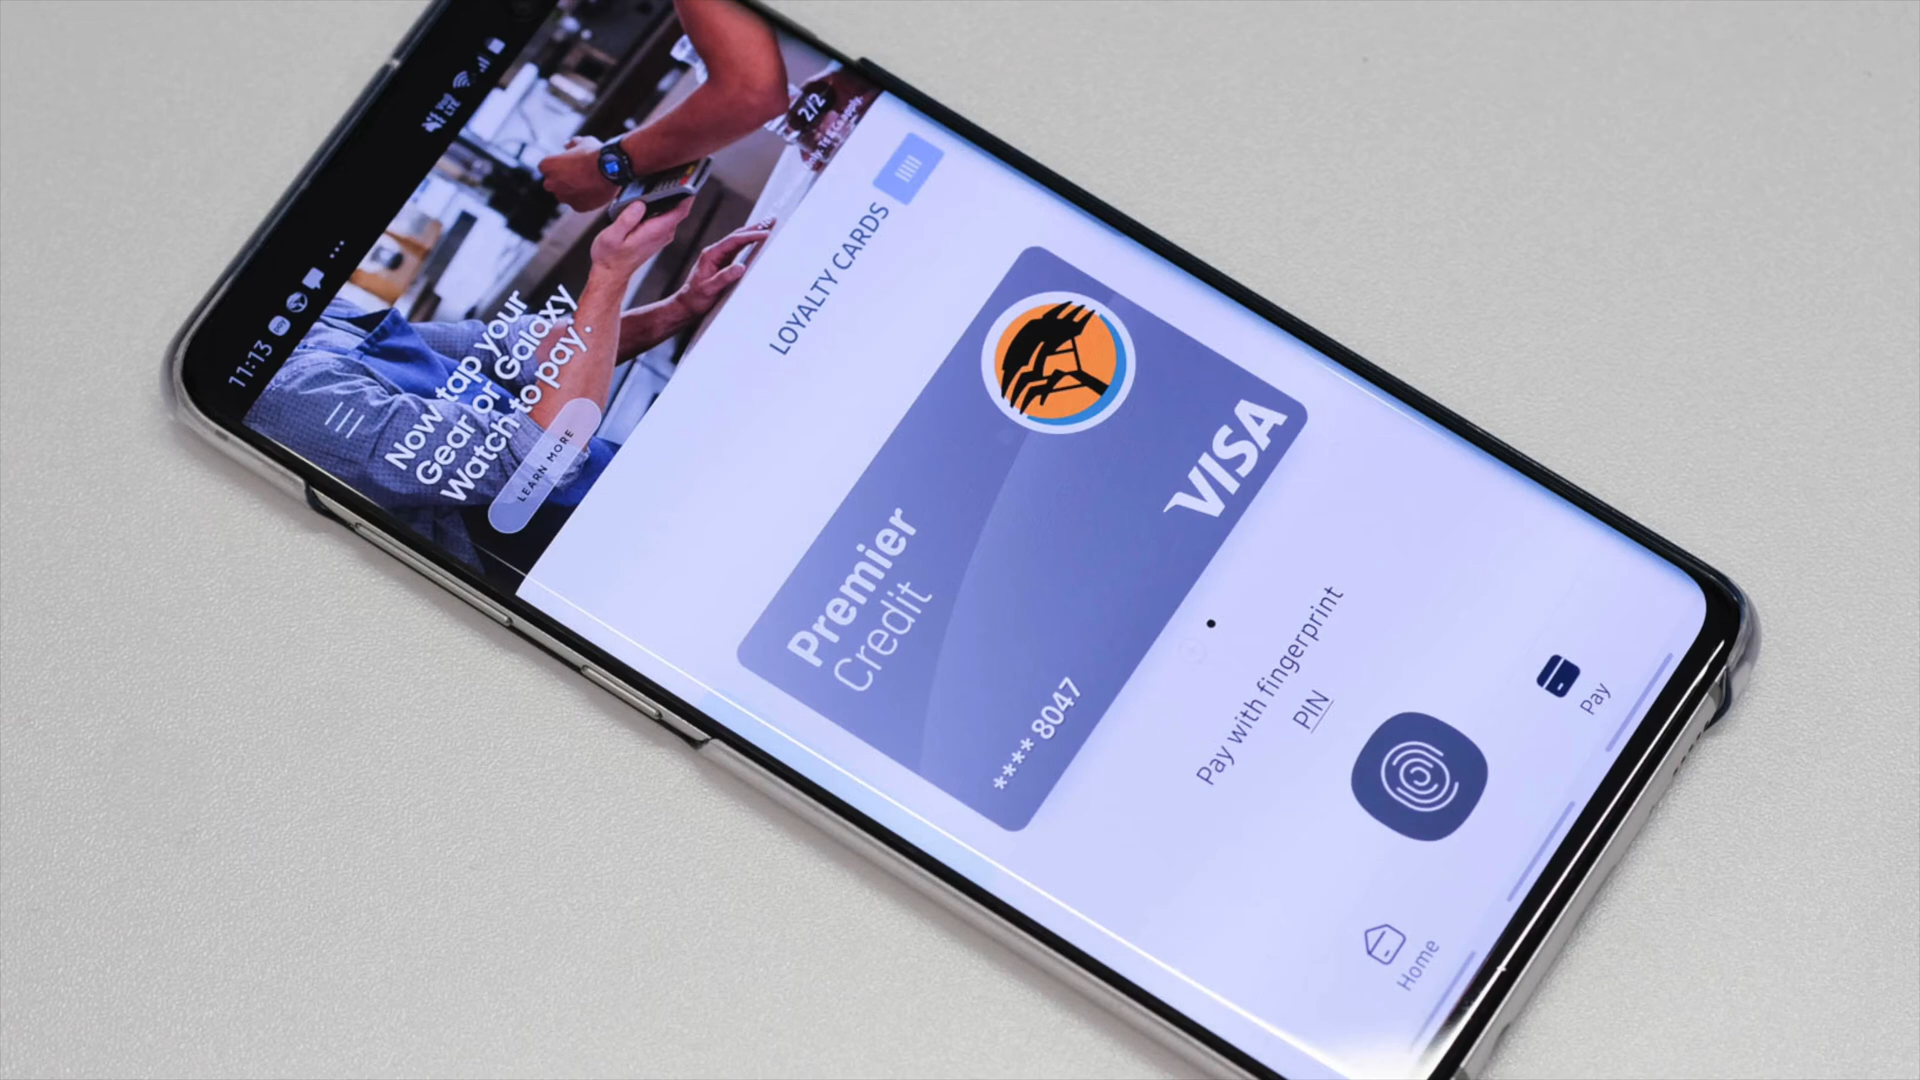 11:13
2/2
Now tap your
Gear or Galaxy
Watch to pay.
LEARN MORE
LOYALTY CARDS
Premier
Credit
VISA
**** 8047
Pay with fingerprint
PIN
Home
Pay